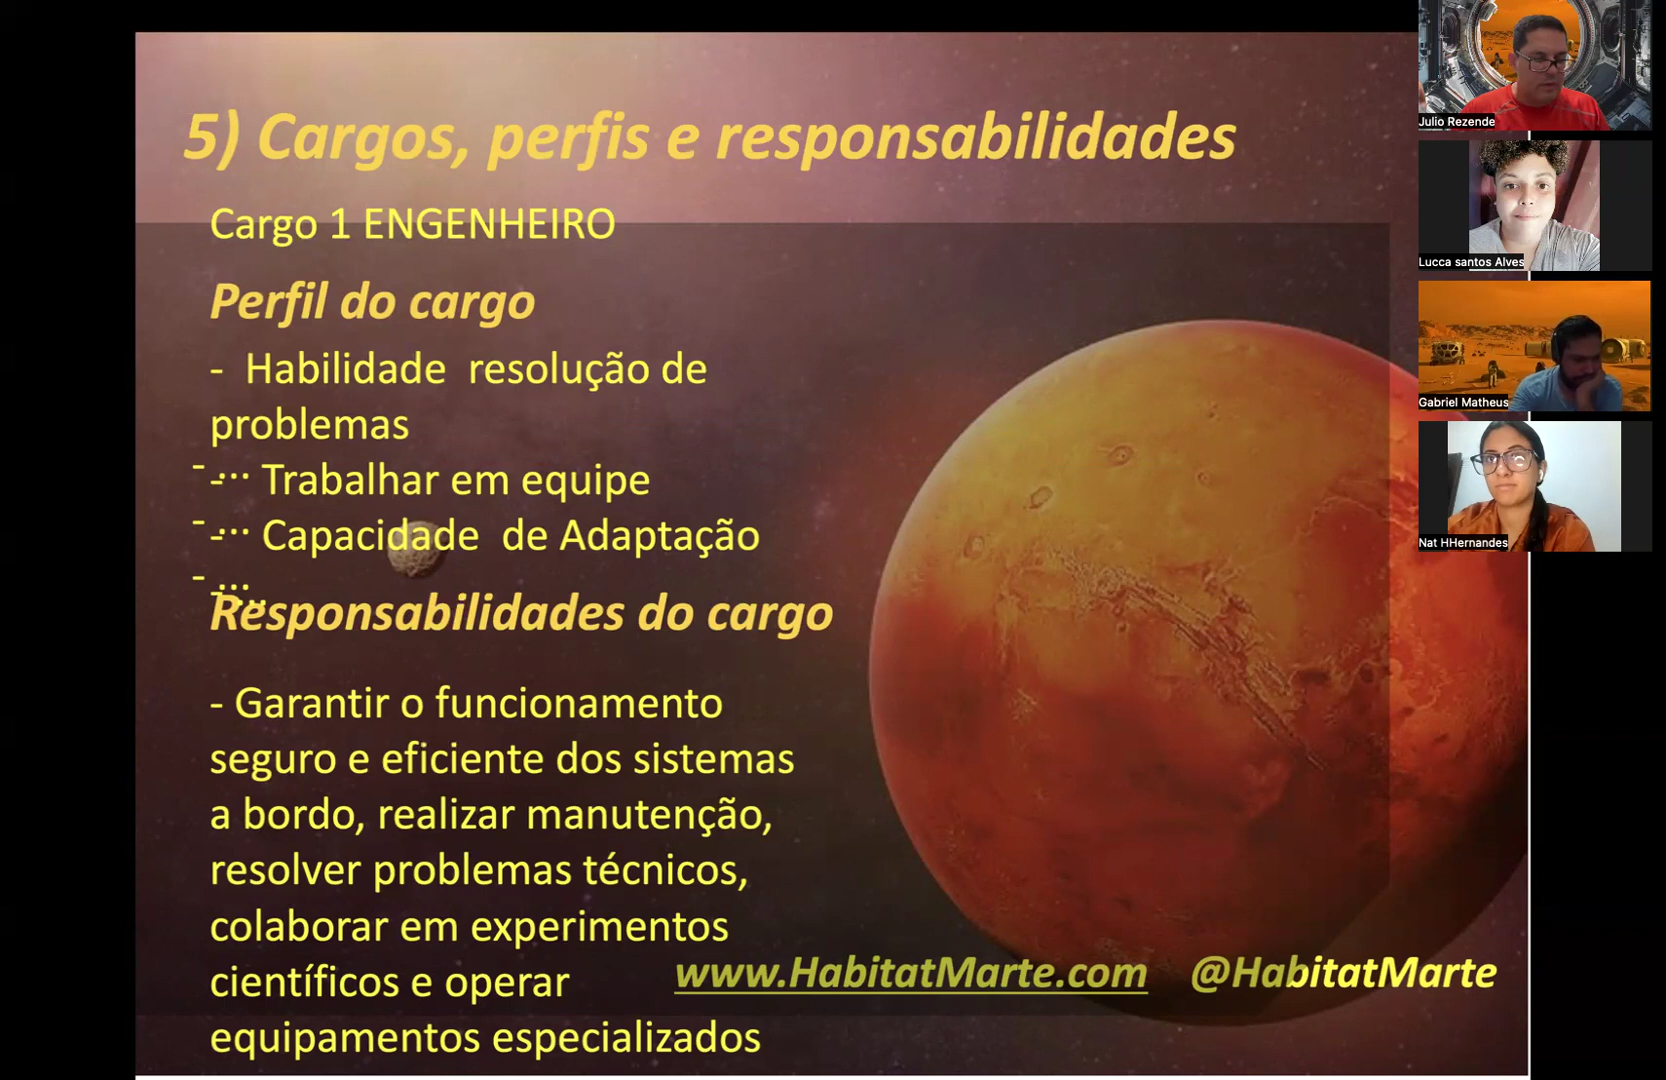 5) Cargos, perfis e responsabilidades
Cargo 1 ENGENHEIRO
Perfil do cargo
- Habilidade resolução de
problemas
- ... Trabalhar em equipe
- ... Capacidade de Adaptação
- ...
Responsabilidades do cargo
- Garantir o funcionamento
seguro e eficiente dos sistemas
a bordo, realizar manutenção,
resolver problemas técnicos,
colaborar em experimentos
científicos e operar
equipamentos especializados
www.HabitatMarte.com @HabitatMarte
Julio Rezende
Lucca santos Alves
Gabriel Matheus
Nat HHernandes